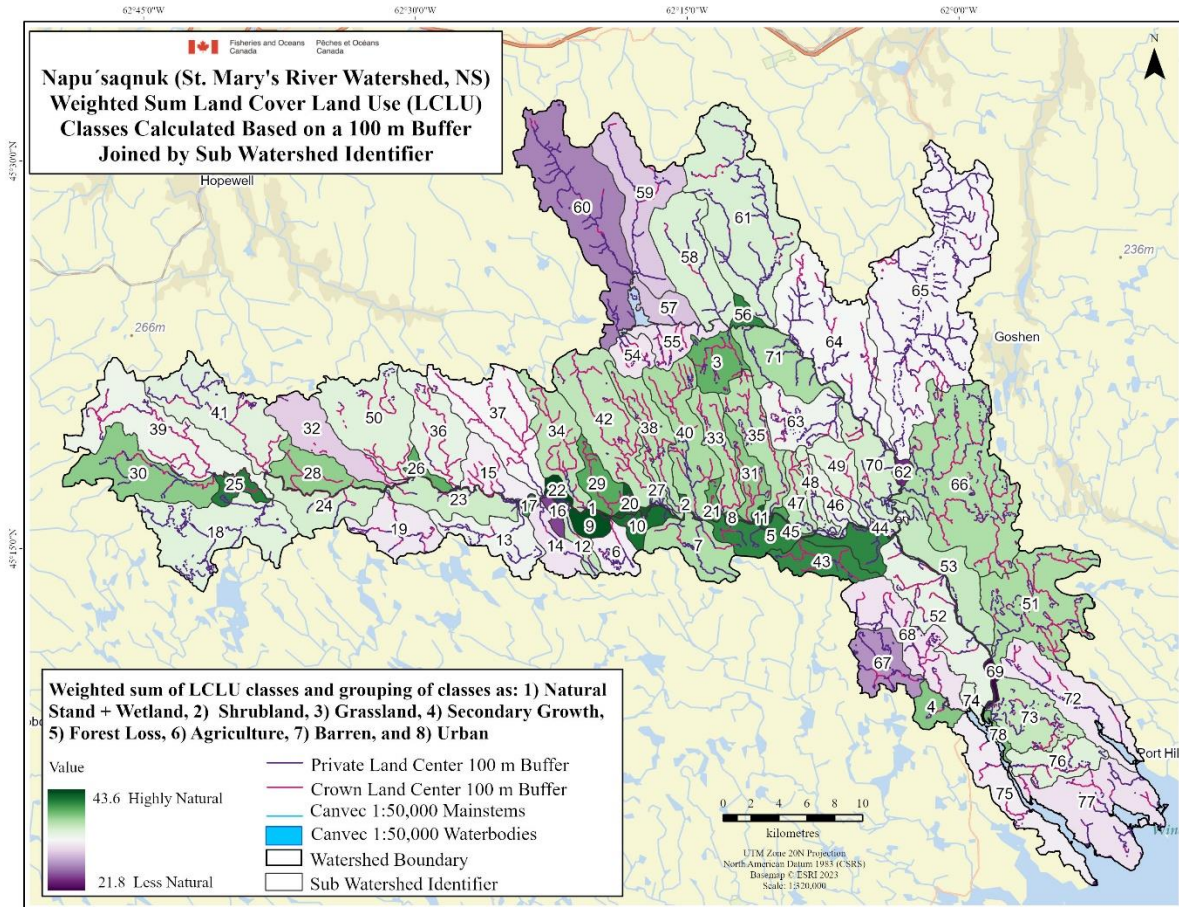 62°45'0"W
62°30'0"W
62°15'0"W
62°0'0"W
Fisheries and Oceans
Canada
Pêches et Océans
Canada
Napu´saqnuk (St. Mary's River Watershed, NS)
Weighted Sum Land Cover Land Use (LCLU)
Classes Calculated Based on a 100 m Buffer
Joined by Sub Watershed Identifier
N
45°30'0"N
Hopewell
60
59
61
58
236m
57
56
65
266m
55
54
64
Goshen
3
71
41
32
50
37
42
39
36
34
38
40
33
35
63
30
28
26
15
31
49
70
62
66
25
23
22
29
27
48
24
17
16
1
20
2
21
8
11
47
46
18
19
9
10
5
45
44
45°15'0"N
13
14
12
6
7
43
53
52
51
68
67
69
72
4
74
73
78
76
Port Hil
75
77
Win
Weighted sum of LCLU classes and grouping of classes as: 1) Natural
Stand + Wetland, 2) Shrubland, 3) Grassland, 4) Secondary Growth,
5) Forest Loss, 6) Agriculture, 7) Barren, and 8) Urban
Value
43.6 Highly Natural
21.8 Less Natural
Private Land Center 100 m Buffer
Crown Land Center 100 m Buffer
Canvec 1:50,000 Mainstems
Canvec 1:50,000 Waterbodies
Watershed Boundary
Sub Watershed Identifier
0 2 4 6 8 10
kilometres
UTM Zone 20N Projection
North American Datum 1983 (CSRS)
Basemap © ESRI 2023
Scale: 1:320,000